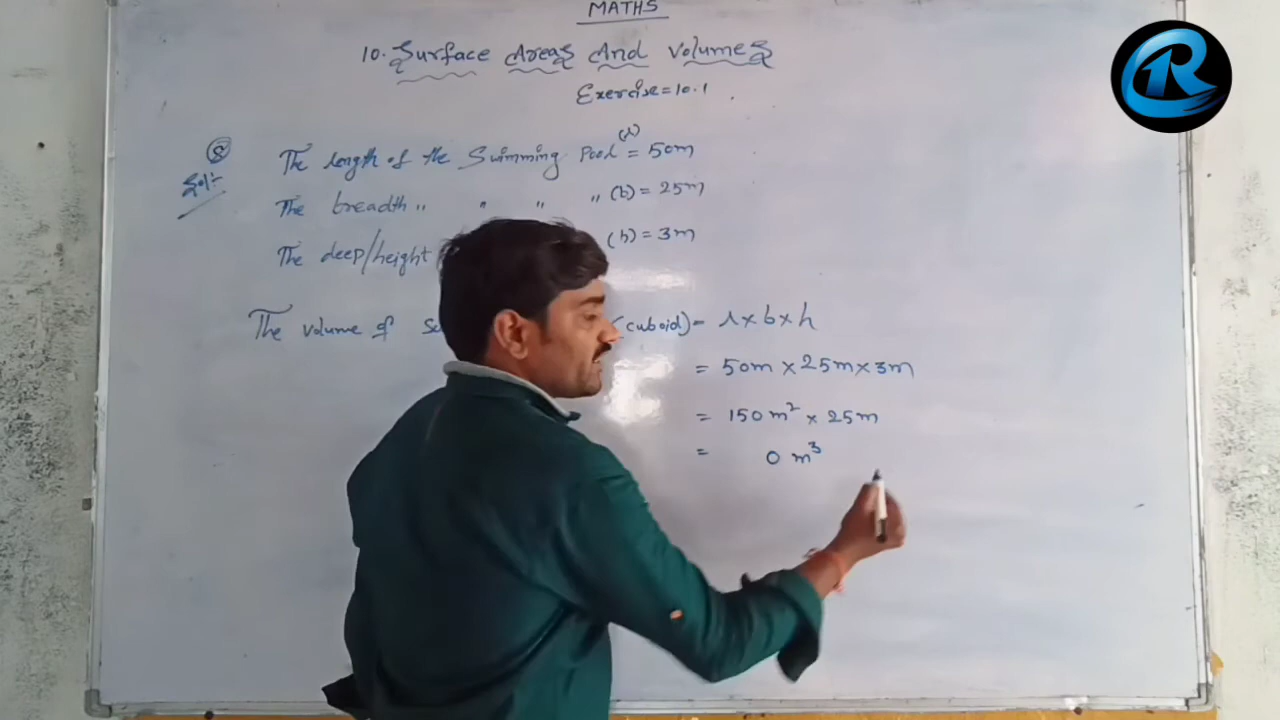 MATHS
10. Surface Areas And Volumes
Exercise = 10.1
8
Sol:-
The length of the Swimming Pool (l) = 50m
The breadth " " " " (b) = 25m
The deep/height (h) = 3m
The volume of (cuboid) = l×b×h
= 50m × 25m × 3m
= 150 m² × 25m
= 0 m³
R